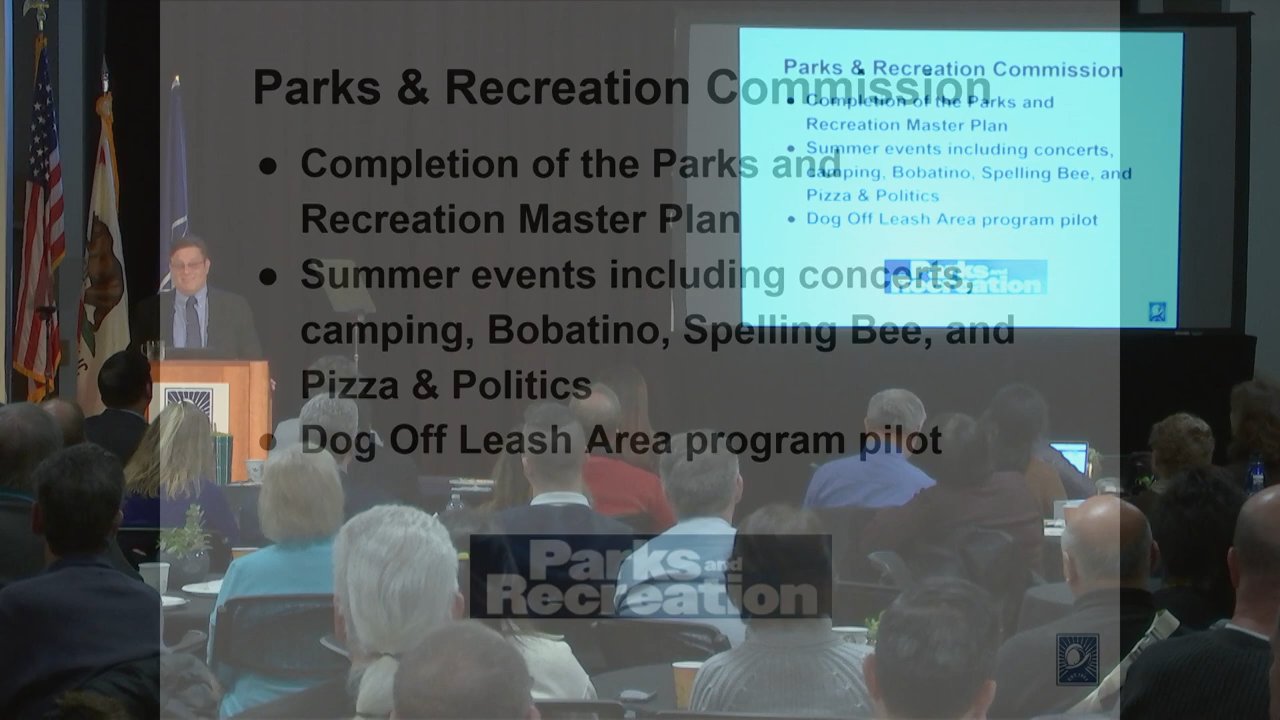 Parks & Recreation Commission
● Completion of the Parks and
Recreation Master Plan
● Summer events including concerts,
camping, Bobatino, Spelling Bee, and
Pizza & Politics
● Dog Off Leash Area program pilot
Parks and
Recreation
Parks & Recreation Commission
● Completion of the Parks and
Recreation Master Plan
● Summer events including concerts,
camping, Bobatino, Spelling Bee, and
Pizza & Politics
● Dog Off Leash Area program pilot
Parks and
Recreation